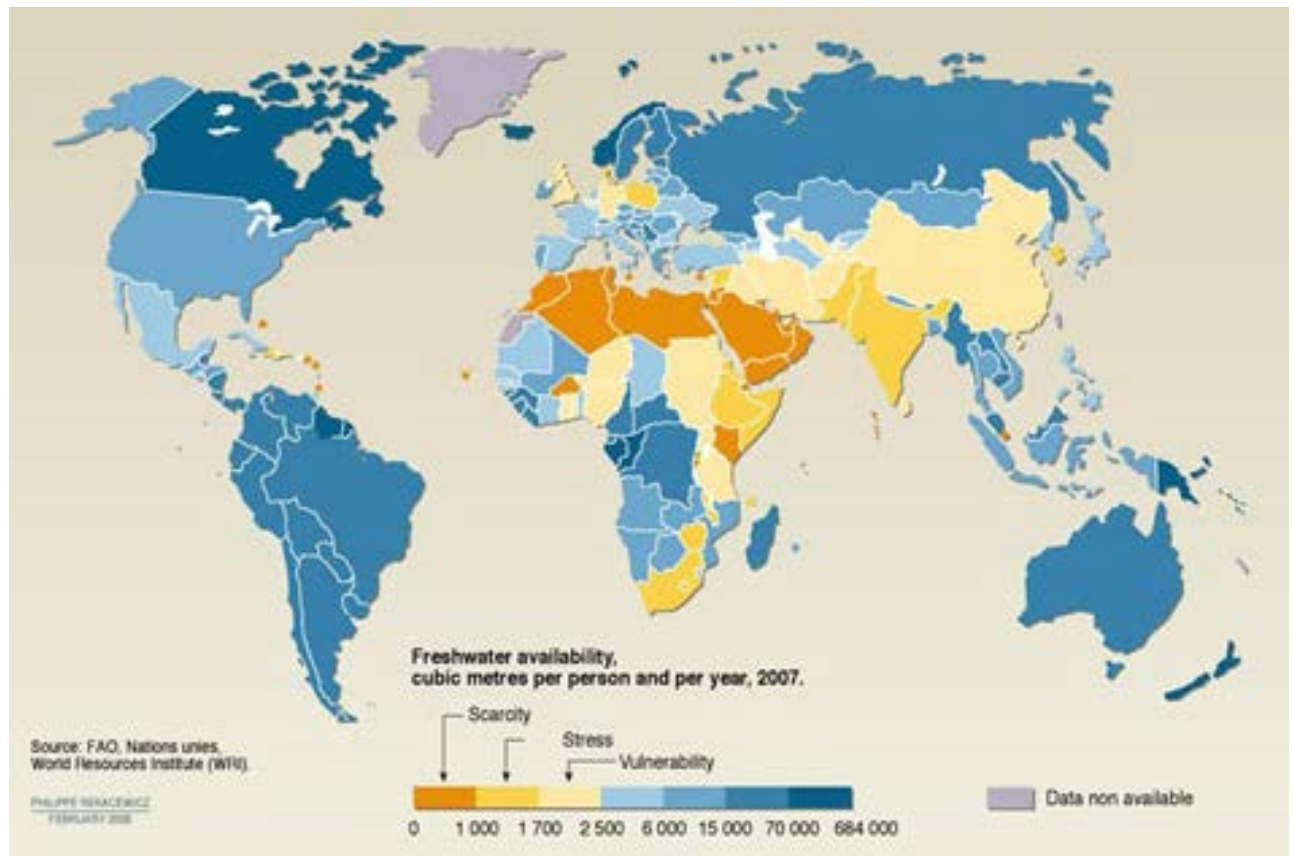 Freshwater availability,
cubic metres per person and per year, 2007.
Scarcity
Stress
Vulnerability
0 1 000 1 700 2 500 6 000 15 000 70 000 684 000
Data non available
Source: FAO, Nations unies,
World Resources Institute (WRI).
PHILIPPE REKACEWICZ
FEBRUARY 2008